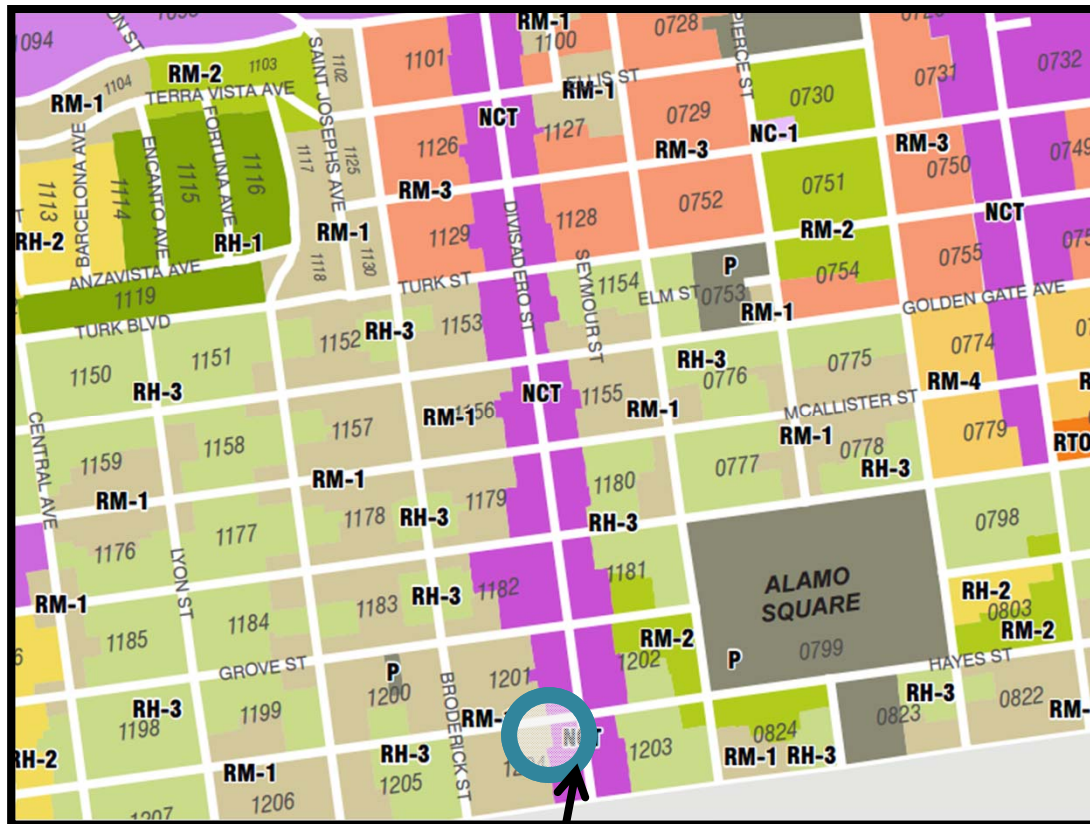 1094
1104
RM-1
RM-2
1103
TERRA VISTA AVE
SAINT JOSEPHS AVE
1102
1101
RM-1
1100
0728
PIERCE ST
0731
0732
ELLIS ST
RM-1
NCT
1127
1126
0729
0730
RM-3
NC-1
RM-3
0750
BARCELONA AVE
1113
1114
ENCANTO AVE
1115
FORTUNA AVE
1116
1117
1125
RM-3
RH-2
RH-1
RM-1
1118
1130
1129
DIVISADERO ST
1128
0752
0751
RM-2
NCT
0754
0755
ANZAVISTA AVE
1119
TURK BLVD
TURK ST
SEYMOUR ST
1154
ELM ST
P
0753
RM-1
GOLDEN GATE AVE
1150
1151
1152
RH-3
1153
RH-3
RH-3
0776
0775
0774
RM-4
NCT
RM-1
1156
1155
RM-1
MCALLISTER ST
RM-1
0778
RH-3
0779
RTO
CENTRAL AVE
1159
1158
1157
RM-1
RM-1
0777
1176
LYON ST
1177
1178
RH-3
1179
1180
RH-3
0798
RM-1
1185
1184
1183
RH-3
1182
1181
ALAMO
SQUARE
0799
P
RH-2
0803
RM-2
GROVE ST
P
1200
BRODERICK ST
1201
RM-2
1202
HAYES ST
RH-3
1198
1199
RH-2
RM-1
1206
RH-3
1205
NCT
1203
0824
RM-1
RH-3
0823
RH-3
0822